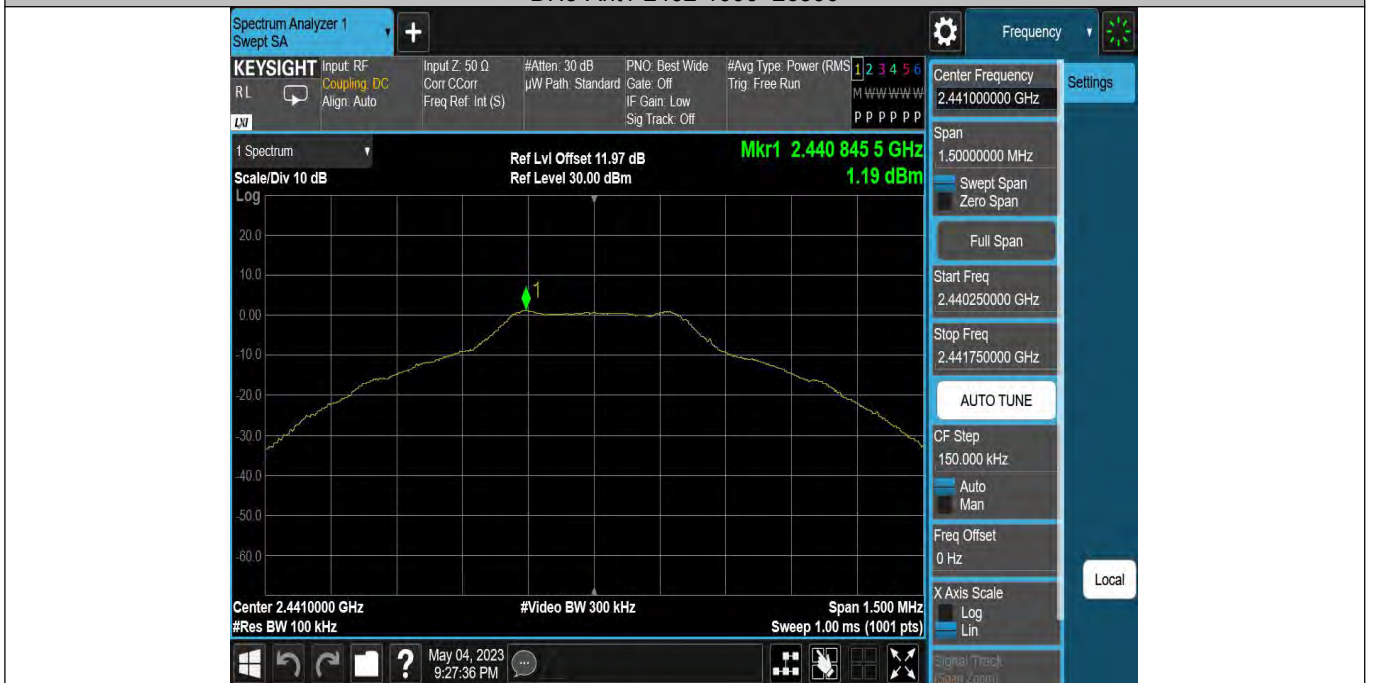 Spectrum Analyzer 1
Swept SA
Frequency
KEYSIGHT
Input: RF
Input Z: 50 Ω
#Atten: 30 dB
PNO: Best Wide
#Avg Type: Power (RMS
1 2 3 4 5 6
R L
Coupling: DC
Corr CCorr
µW Path: Standard
Gate: Off
Trig: Free Run
M W W W W W
Align: Auto
Freq Ref: Int (S)
IF Gain: Low
LXI
Sig Track: Off
P P P P P P
1 Spectrum
Ref Lvl Offset 11.97 dB
Mkr1 2.440 845 5 GHz
Scale/Div 10 dB
Ref Level 30.00 dBm
1.19 dBm
Log
20.0
10.0
1
0.00
-10.0
-20.0
-30.0
-40.0
-50.0
-60.0
Center 2.4410000 GHz
#Video BW 300 kHz
Span 1.500 MHz
#Res BW 100 kHz
Sweep 1.00 ms (1001 pts)
Center Frequency
2.441000000 GHz
Settings
Span
1.50000000 MHz
Swept Span
Zero Span
Full Span
Start Freq
2.440250000 GHz
Stop Freq
2.441750000 GHz
AUTO TUNE
CF Step
150.000 kHz
Auto
Man
Freq Offset
0 Hz
X Axis Scale
Log
Lin
Local
Signal Track
(Span Zoom)
May 04, 2023
9:27:36 PM